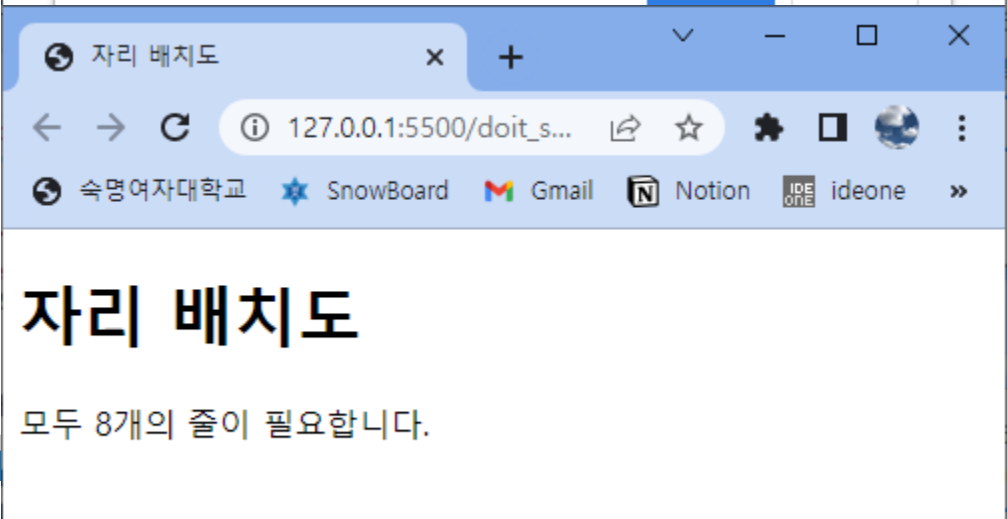 자리 배치도
127.0.0.1:5500/doit_s...
숙명여자대학교 SnowBoard Gmail Notion ideone
자리 배치도
모두 8개의 줄이 필요합니다.